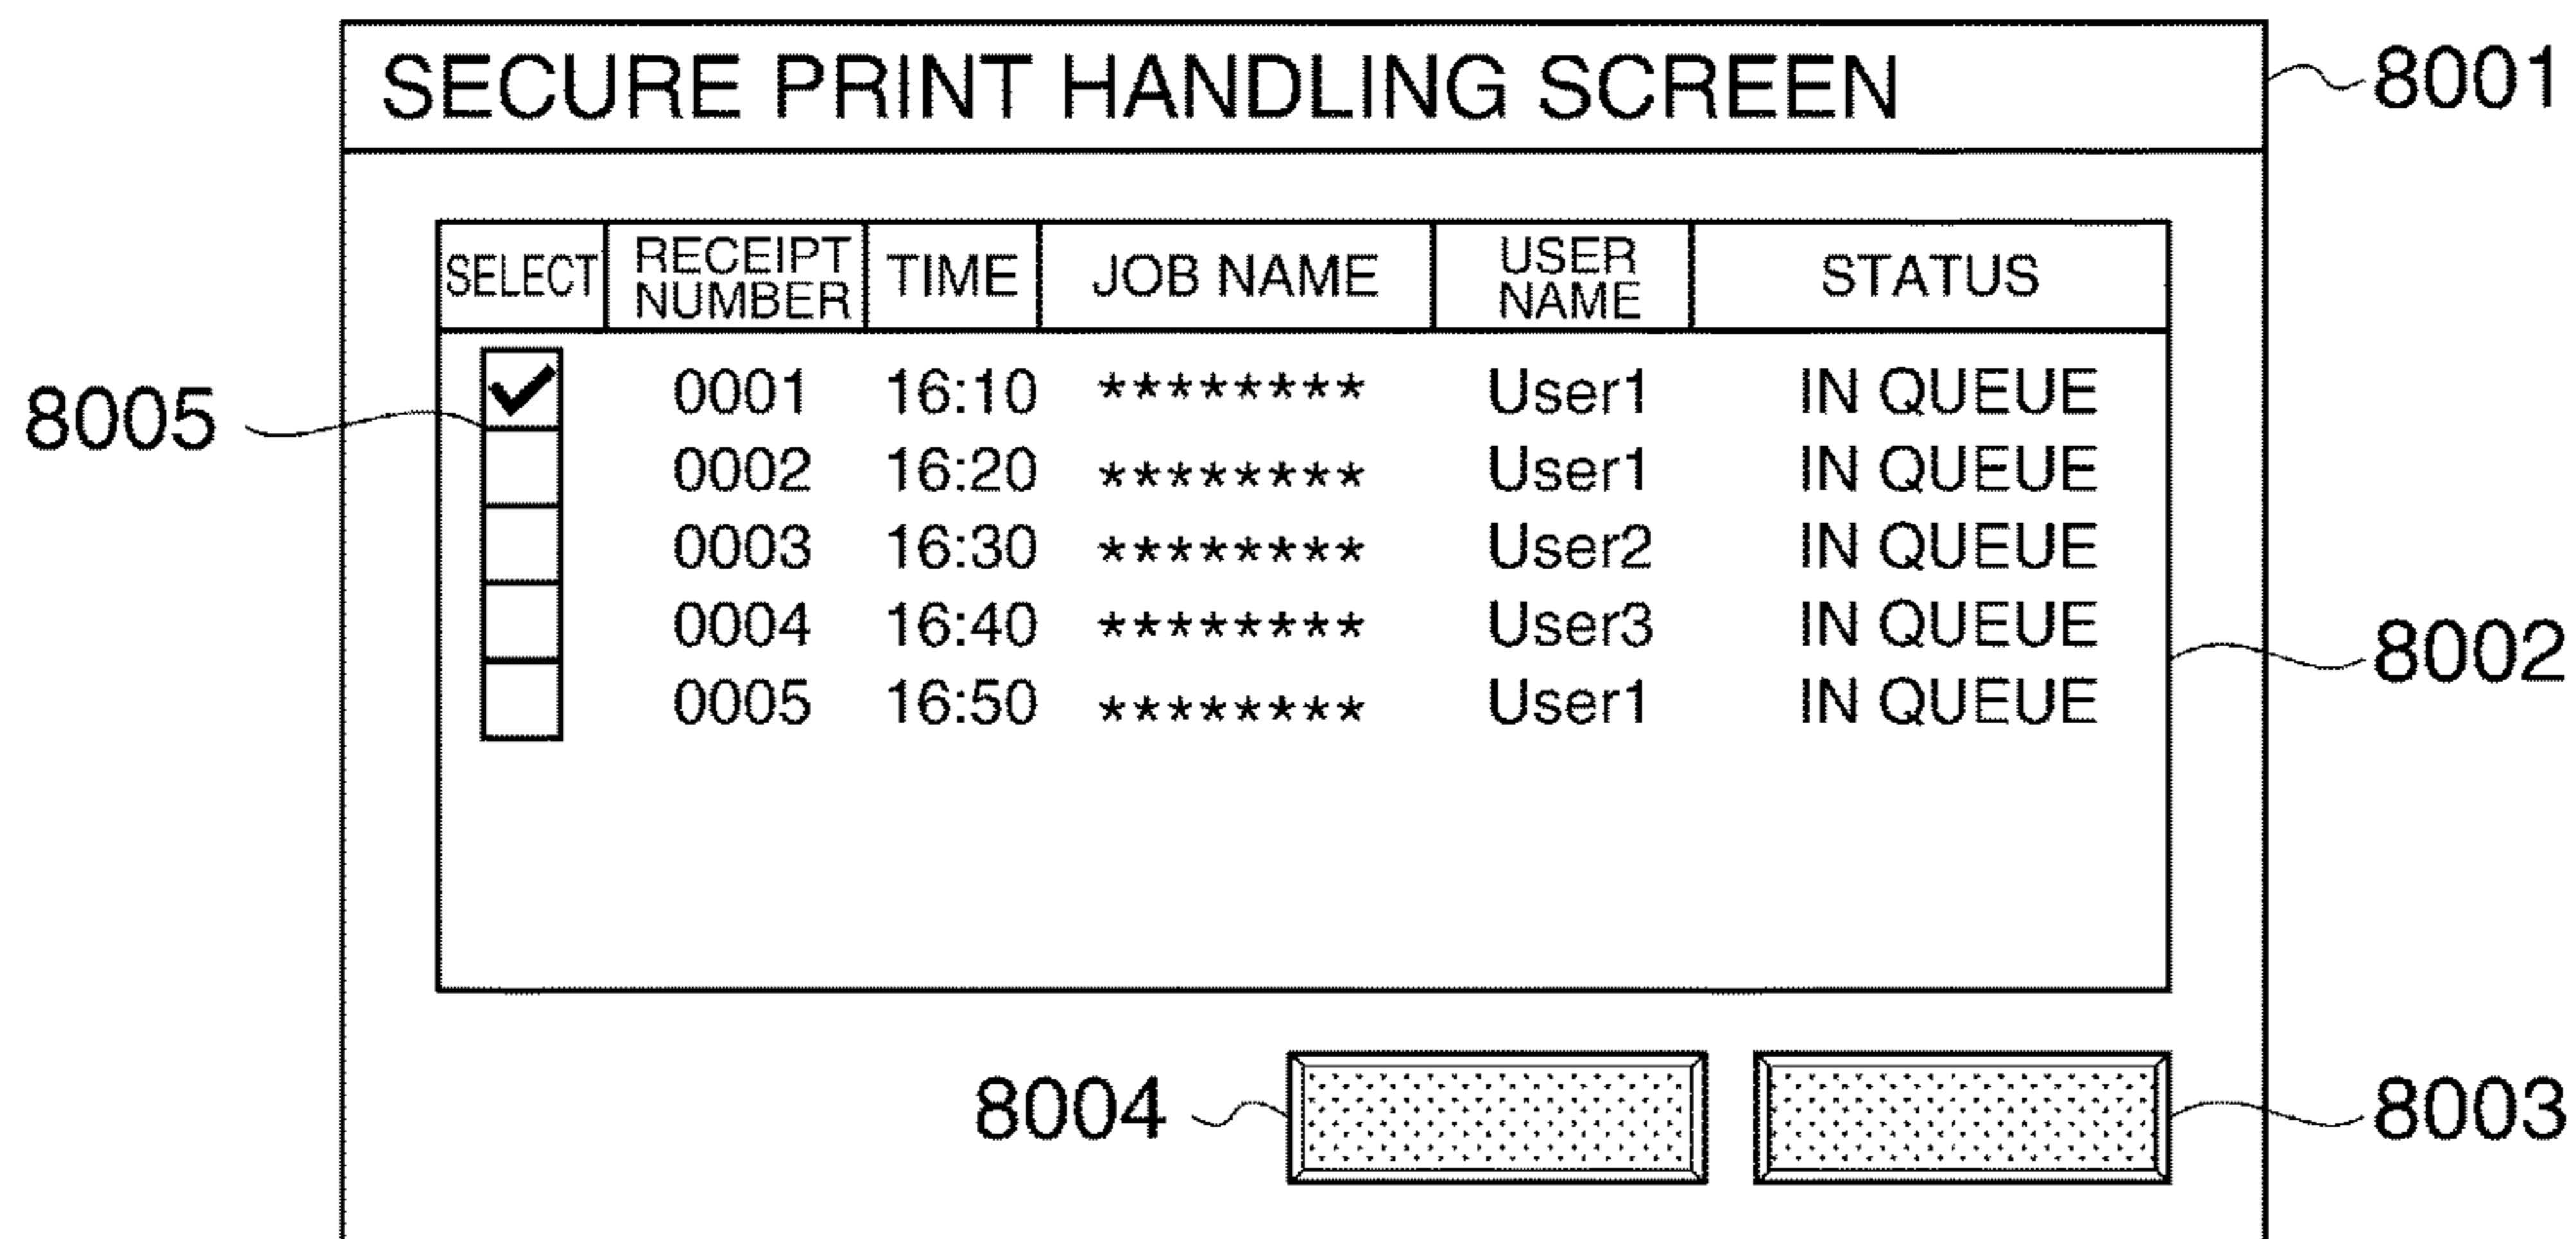 SECURE PRINT HANDLING SCREEN
8001
SELECT RECEIPT NUMBER TIME JOB NAME USER NAME STATUS
0001 16:10 ******** User1 IN QUEUE
8005
0002 16:20 ******** User1 IN QUEUE
0003 16:30 ******** User2 IN QUEUE
0004 16:40 ******** User3 IN QUEUE
8002
0005 16:50 ******** User1 IN QUEUE
8004
8003